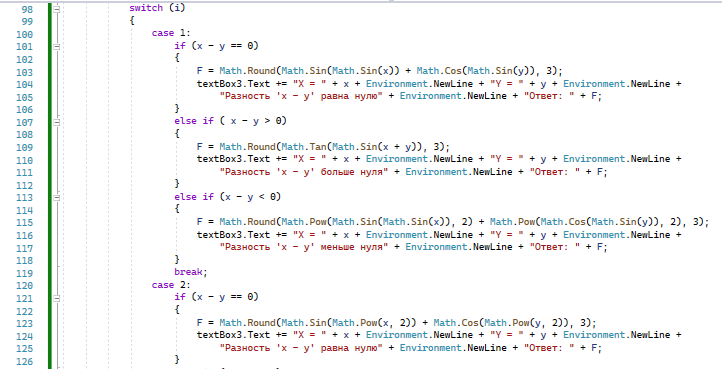 98 switch (i)
99 {
100 case 1:
101 if (x - y == 0)
102 {
103 F = Math.Round(Math.Sin(Math.Sin(x)) + Math.Cos(Math.Sin(y)), 3);
104 textBox3.Text += "X = " + x + Environment.NewLine + "Y = " + y + Environment.NewLine +
105 "Разность 'x - y' равна нулю" + Environment.NewLine + "Ответ: " + F;
106 }
107 else if ( x - y > 0)
108 {
109 F = Math.Round(Math.Tan(Math.Sin(x + y)), 3);
110 textBox3.Text += "X = " + x + Environment.NewLine + "Y = " + y + Environment.NewLine +
111 "Разность 'x - y' больше нуля" + Environment.NewLine + "Ответ: " + F;
112 }
113 else if (x - y < 0)
114 {
115 F = Math.Round(Math.Pow(Math.Sin(Math.Sin(x)), 2) + Math.Pow(Math.Cos(Math.Sin(y)), 2), 3);
116 textBox3.Text += "X = " + x + Environment.NewLine + "Y = " + y + Environment.NewLine +
117 "Разность 'x - y' меньше нуля" + Environment.NewLine + "Ответ: " + F;
118 }
119 break;
120 case 2:
121 if (x - y == 0)
122 {
123 F = Math.Round(Math.Sin(Math.Pow(x, 2)) + Math.Cos(Math.Pow(y, 2)), 3);
124 textBox3.Text += "X = " + x + Environment.NewLine + "Y = " + y + Environment.NewLine +
125 "Разность 'x - y' равна нулю" + Environment.NewLine + "Ответ: " + F;
126 }